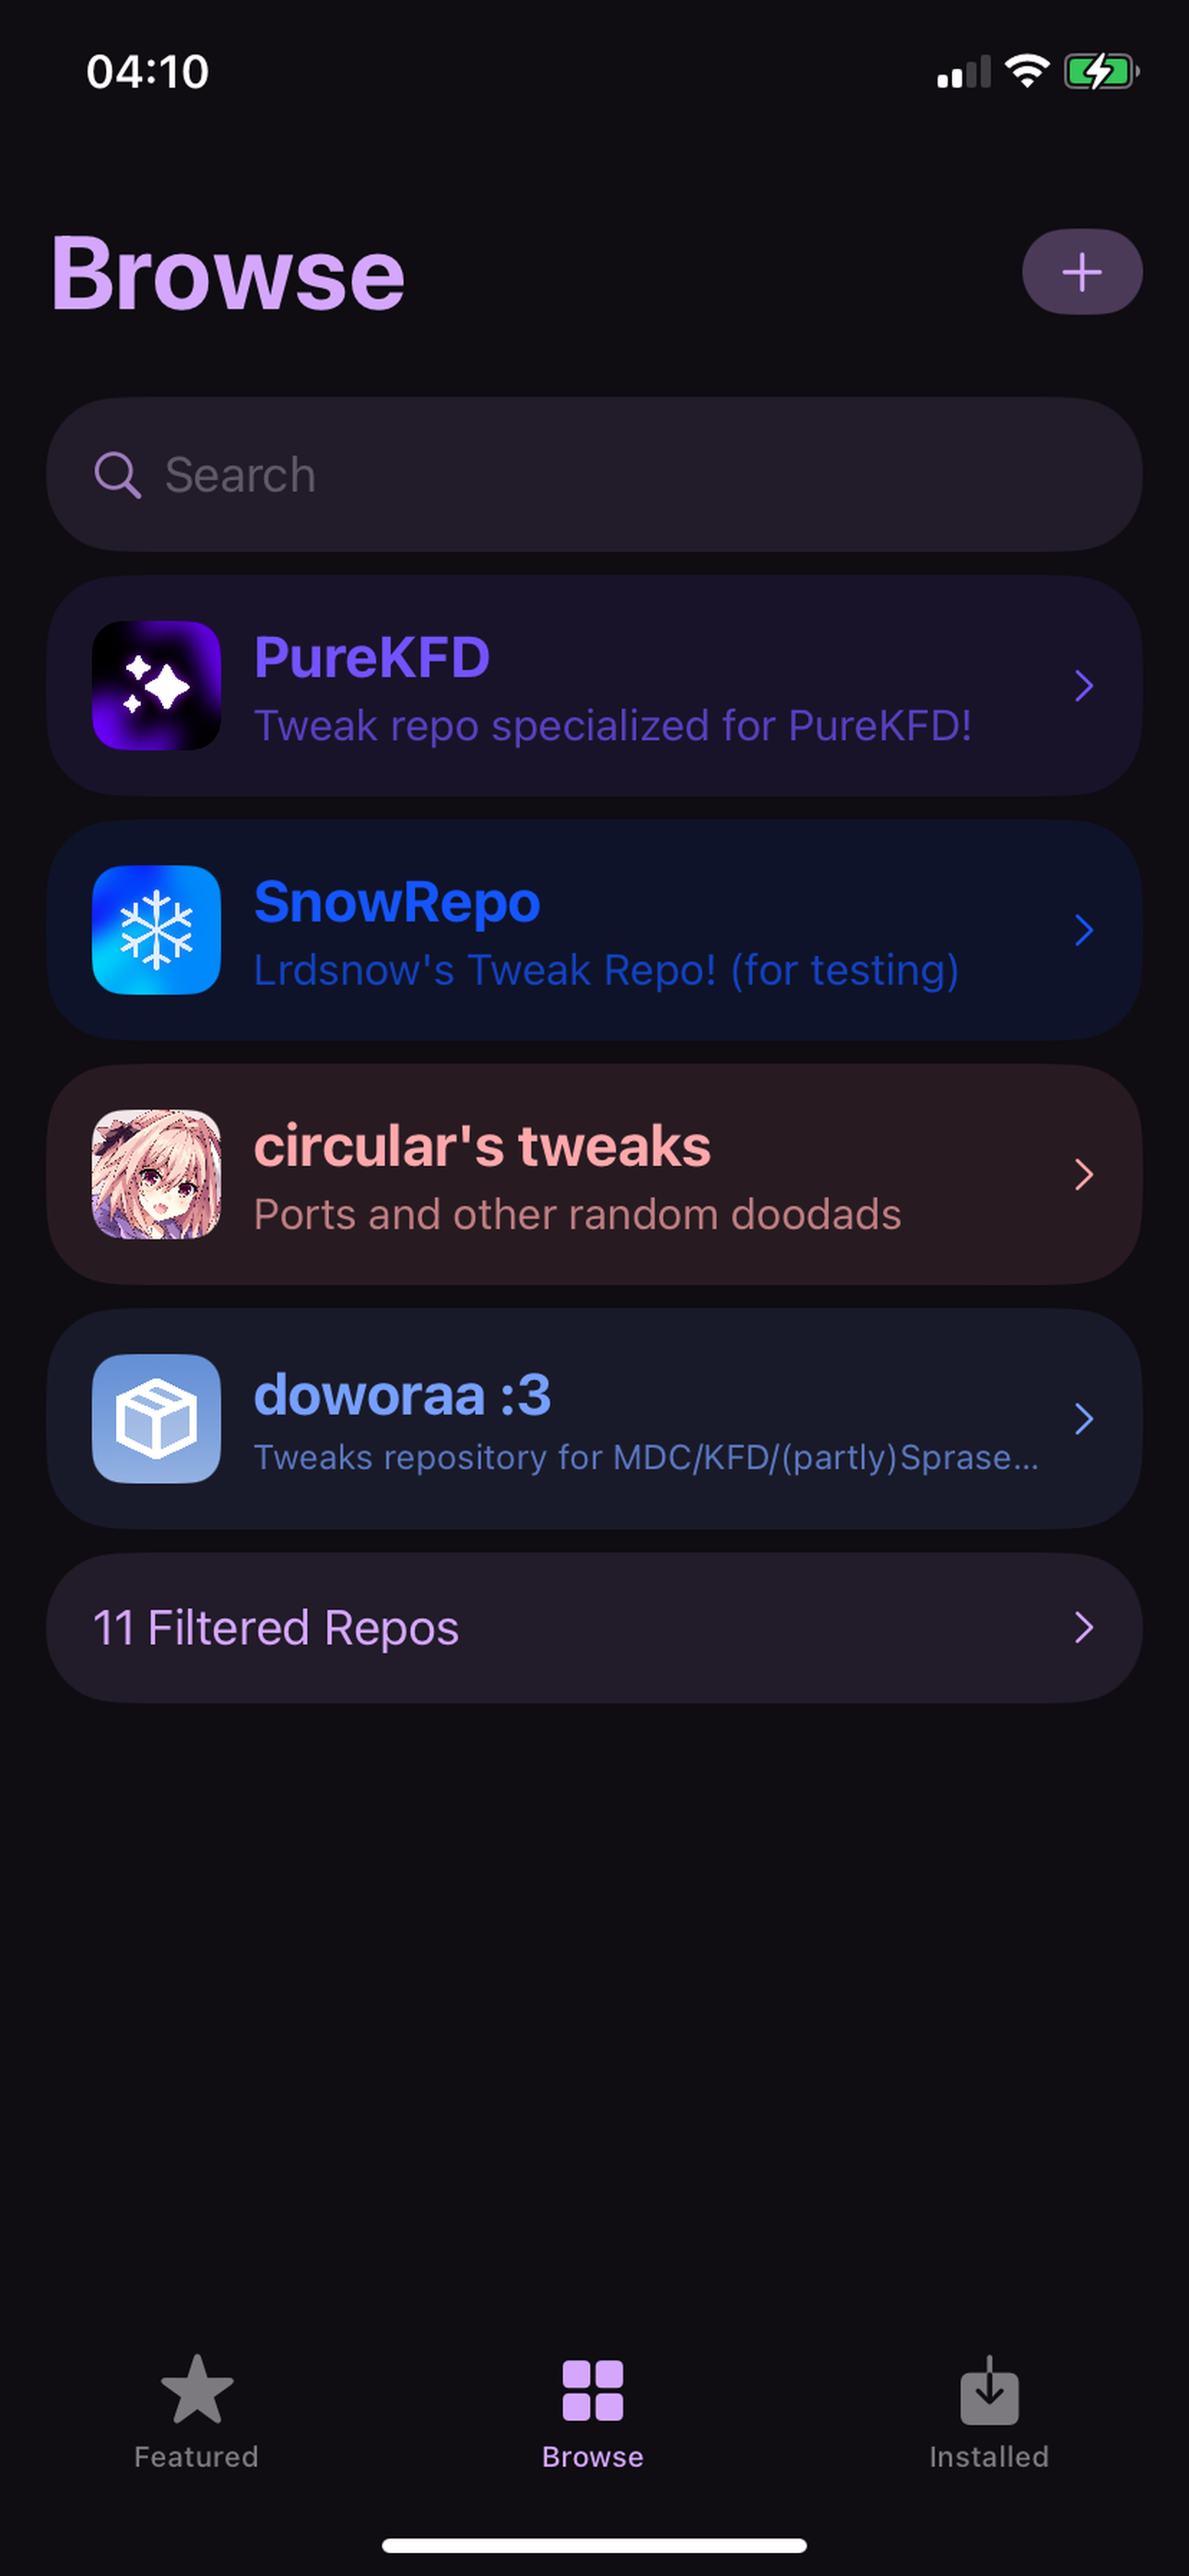 04:10
Browse
Search
PureKFD
Tweak repo specialized for PureKFD!
SnowRepo
Lrdsnow's Tweak Repo! (for testing)
circular's tweaks
Ports and other random doodads
doworaa :3
Tweaks repository for MDC/KFD/(partly)Sprase...
11 Filtered Repos
Featured
Browse
Installed